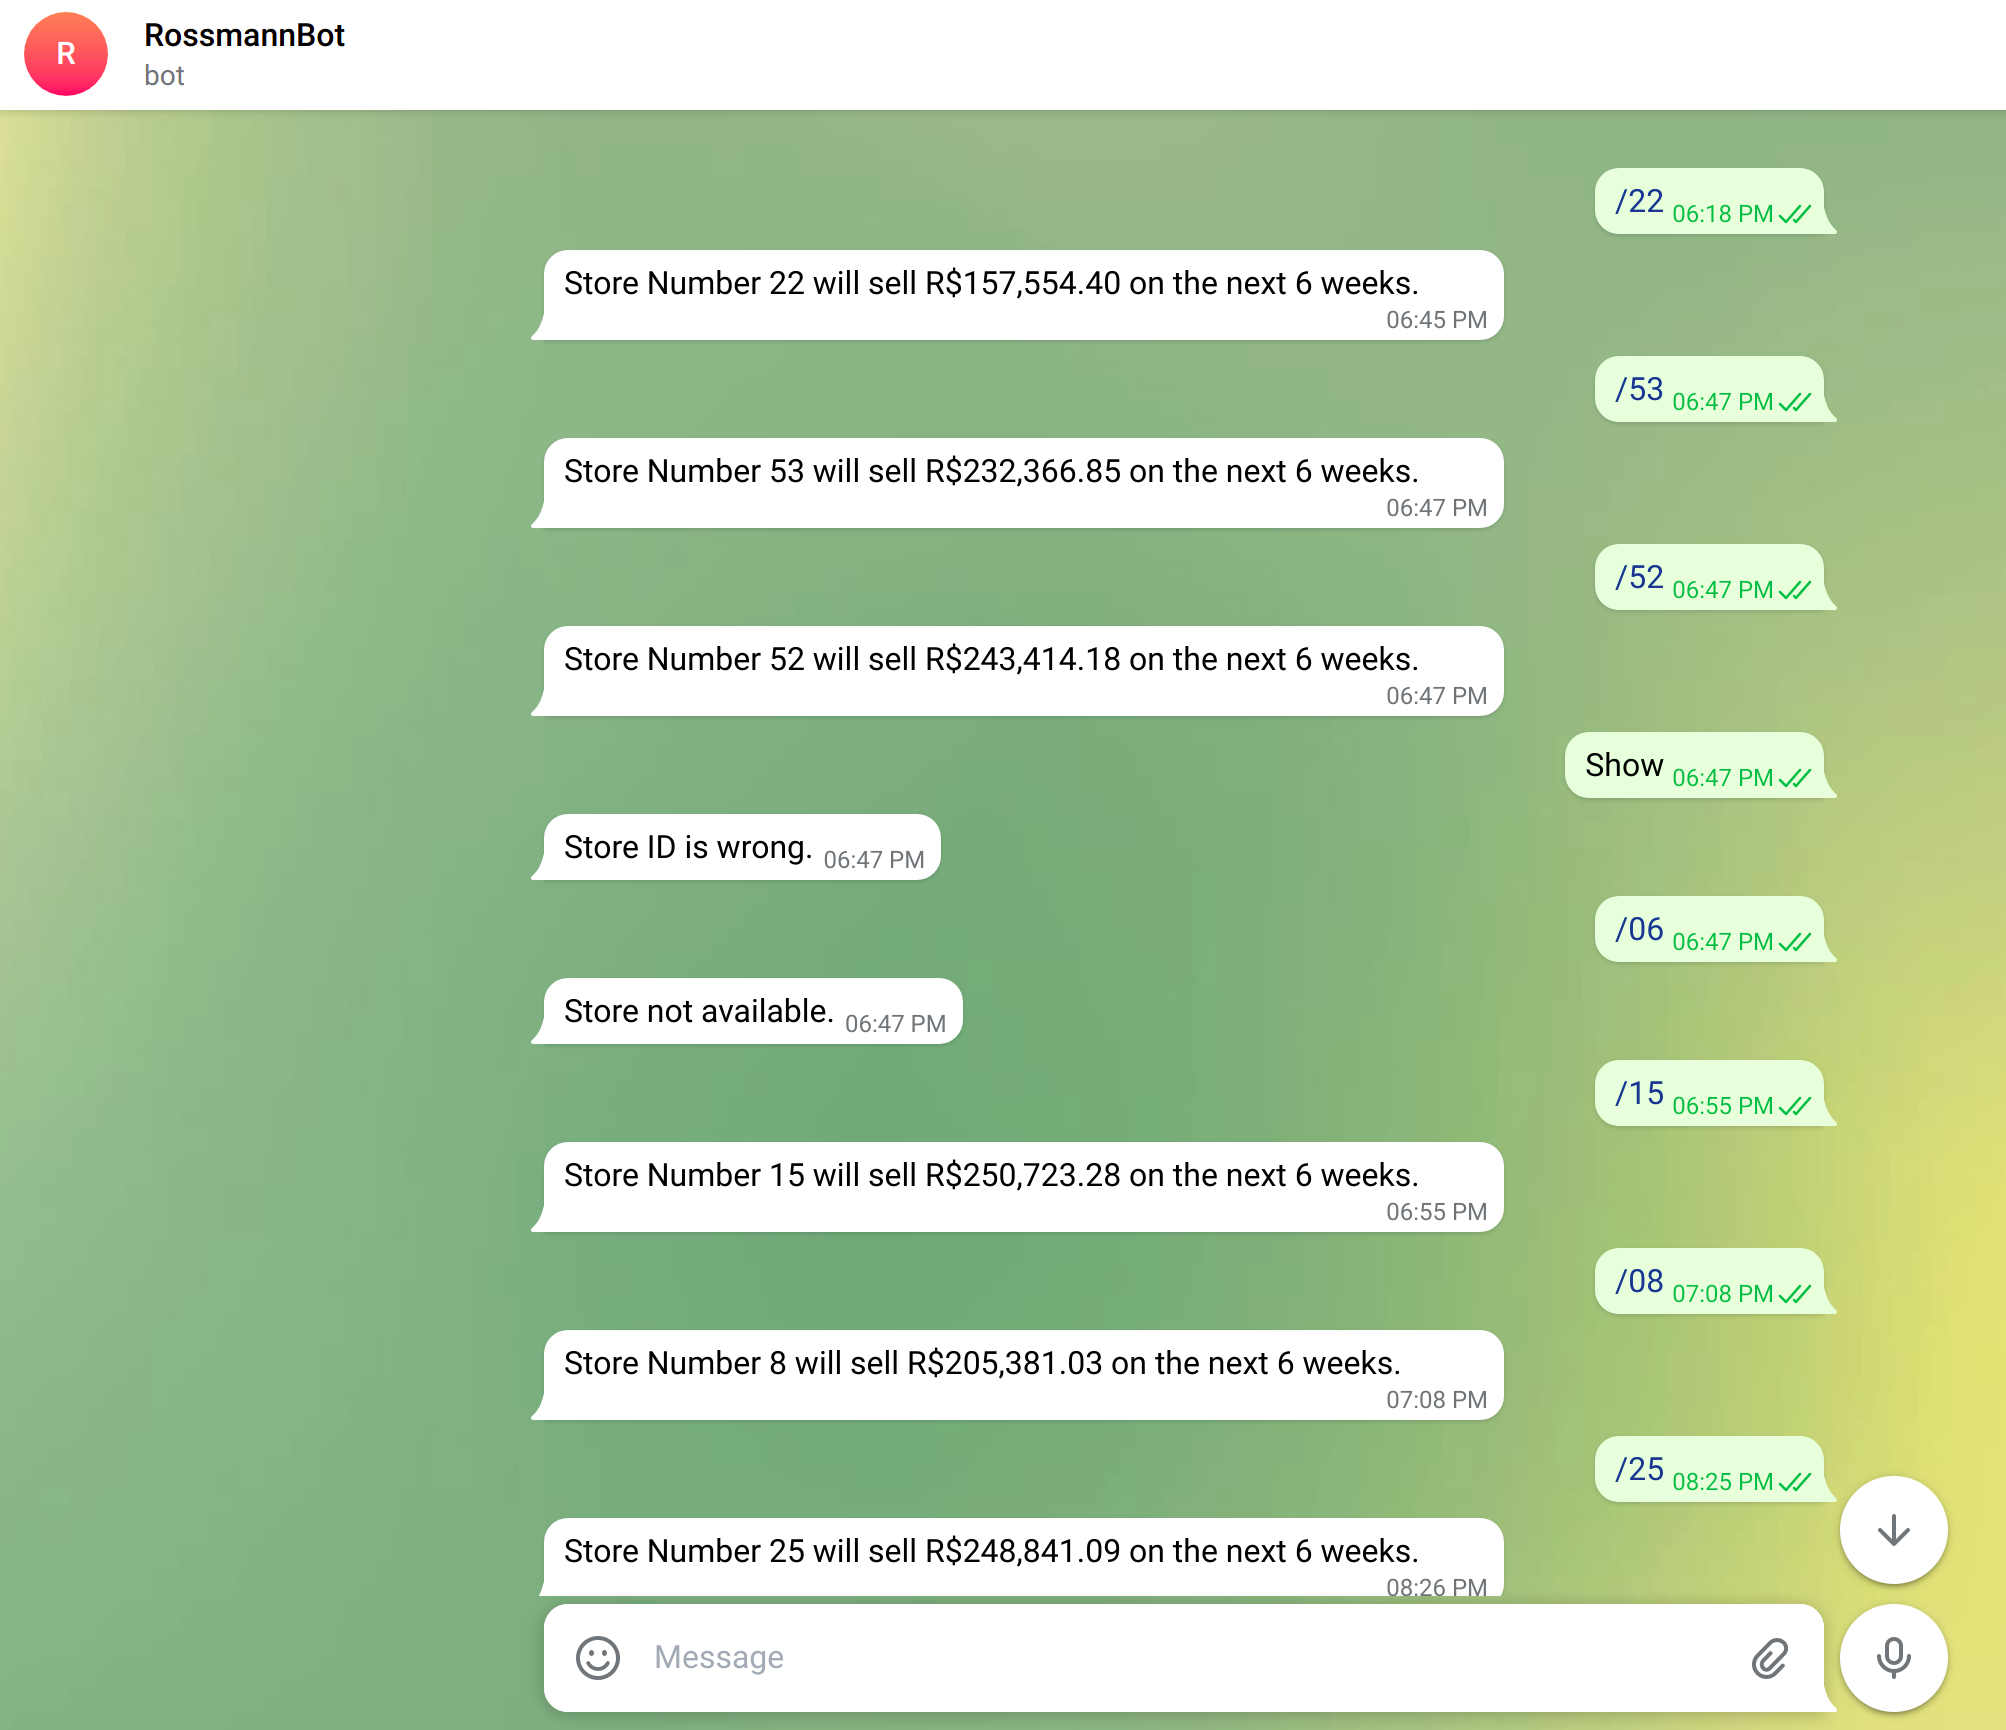 R
RossmannBot
bot
/22 06:18 PM
Store Number 22 will sell R$157,554.40 on the next 6 weeks.
06:45 PM
/53 06:47 PM
Store Number 53 will sell R$232,366.85 on the next 6 weeks.
06:47 PM
/52 06:47 PM
Store Number 52 will sell R$243,414.18 on the next 6 weeks.
06:47 PM
Show 06:47 PM
Store ID is wrong. 06:47 PM
/06 06:47 PM
Store not available. 06:47 PM
/15 06:55 PM
Store Number 15 will sell R$250,723.28 on the next 6 weeks.
06:55 PM
/08 07:08 PM
Store Number 8 will sell R$205,381.03 on the next 6 weeks.
07:08 PM
/25 08:25 PM
Store Number 25 will sell R$248,841.09 on the next 6 weeks.
08:26 PM
Message